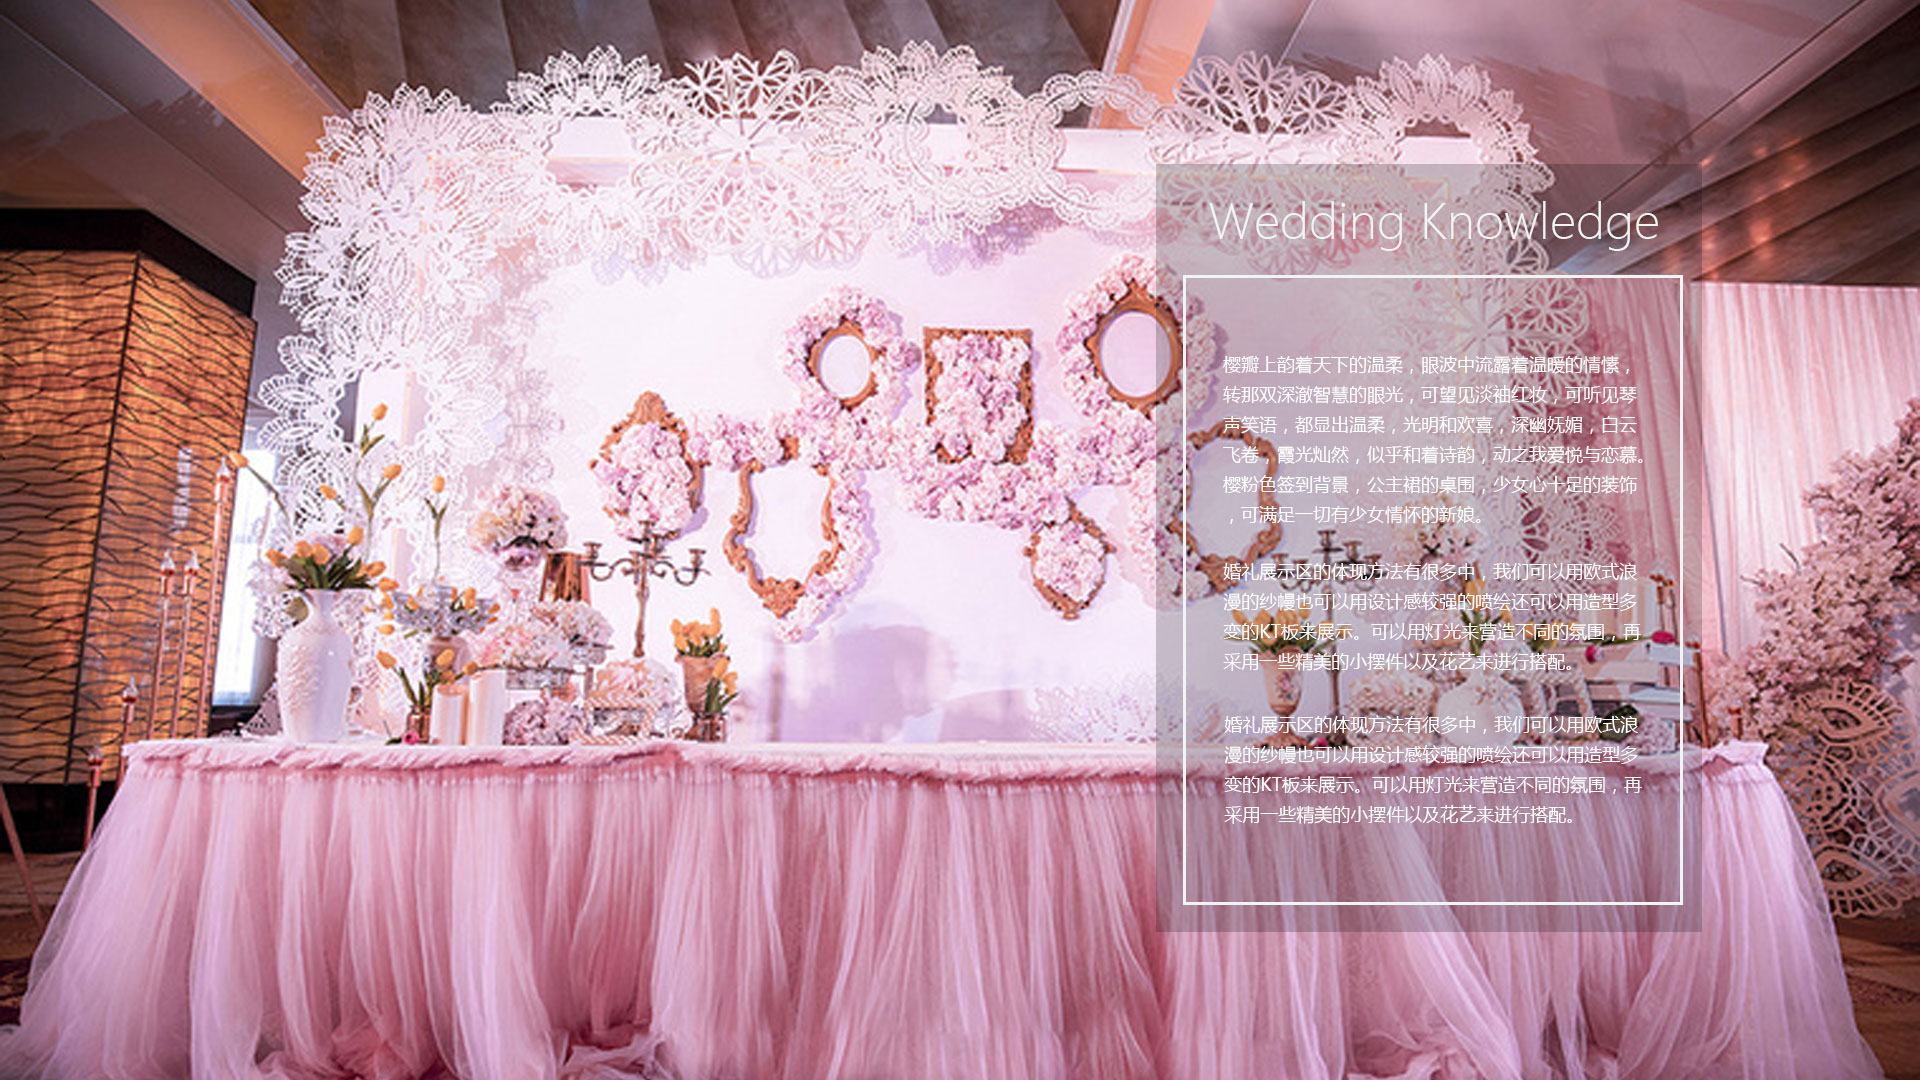 Wedding Knowledge
樱瓣上韵着天下的温柔，眼波中流露着温暖的情愫，
转那双深澈智慧的眼光，可望见淡袖红妆，可听见琴
声笑语，都显出温柔，光明和欢喜，深幽妩媚，白云
飞卷，霞光灿然，似乎和着诗韵，动之我爱悦与恋慕。
樱粉色签到背景，公主裙的桌围，少女心十足的装饰
，可满足一切有少女情怀的新娘。
婚礼展示区的体现方法有很多中，我们可以用欧式浪
漫的纱幔也可以用设计感较强的喷绘还可以用造型多
变的KT板来展示。可以用灯光来营造不同的氛围，再
采用一些精美的小摆件以及花艺来进行搭配。
婚礼展示区的体现方法有很多中，我们可以用欧式浪
漫的纱幔也可以用设计感较强的喷绘还可以用造型多
变的KT板来展示。可以用灯光来营造不同的氛围，再
采用一些精美的小摆件以及花艺来进行搭配。